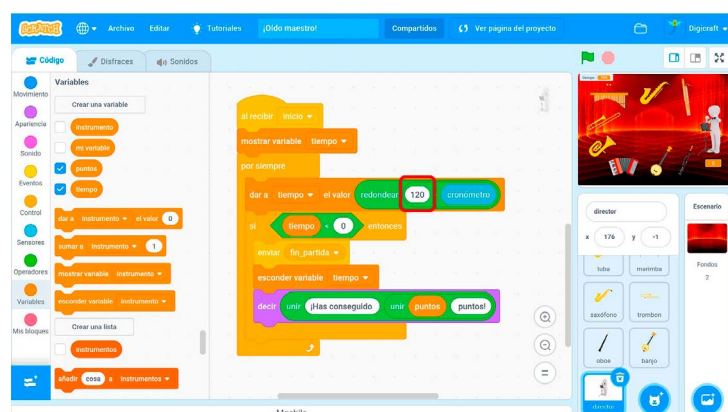 SCRATCH Archivo Editar Tutoriales ¡Oído maestro! Compartidos Ver página del proyecto Digicraft
Código Disfraces Sonidos
Movimiento
Apariencia
Sonido
Eventos
Control
Sensores
Operadores
Variables
Mis bloques
Variables
Crear una variable
instrumento
mi variable
puntos
tiempo
dar a instrumento el valor 0
sumar a instrumento 1
mostrar variable instrumento
esconder variable instrumento
Crear una lista
instrumentos
añadir cosa a instrumentos
al recibir inicio
mostrar variable tiempo
por siempre
dar a tiempo el valor redondear 120 cronómetro
si tiempo < 0 entonces
enviar fin_partida
esconder variable tiempo
decir unir ¡Has conseguido unir puntos puntos!
director
x 176 y -1
tuba marimba
saxófono trombon
oboe banjo
director
Escenario
Fondos
2